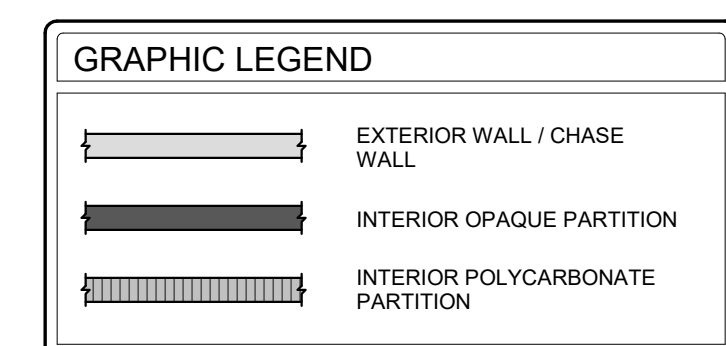 GRAPHIC LEGEND
EXTERIOR WALL / CHASE
WALL
INTERIOR OPAQUE PARTITION
INTERIOR POLYCARBONATE
PARTITION